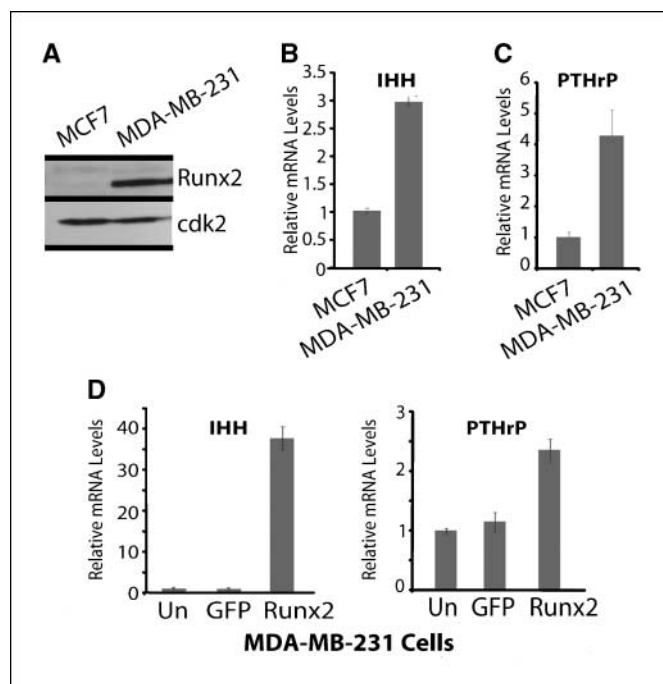 A
MCF7
MDA-MB-231
Runx2
cdk2
B
IHH
Relative mRNA Levels
3.5
3
2.5
2
1.5
1
0.5
0
MCF7
MDA-MB-231
C
PTHrP
Relative mRNA Levels
6
5
4
3
2
1
0
MCF7
MDA-MB-231
D
IHH
Relative mRNA Levels
40
30
20
10
0
Un GFP Runx2
PTHrP
Relative mRNA Levels
3
2
1
0
Un GFP Runx2
MDA-MB-231 Cells